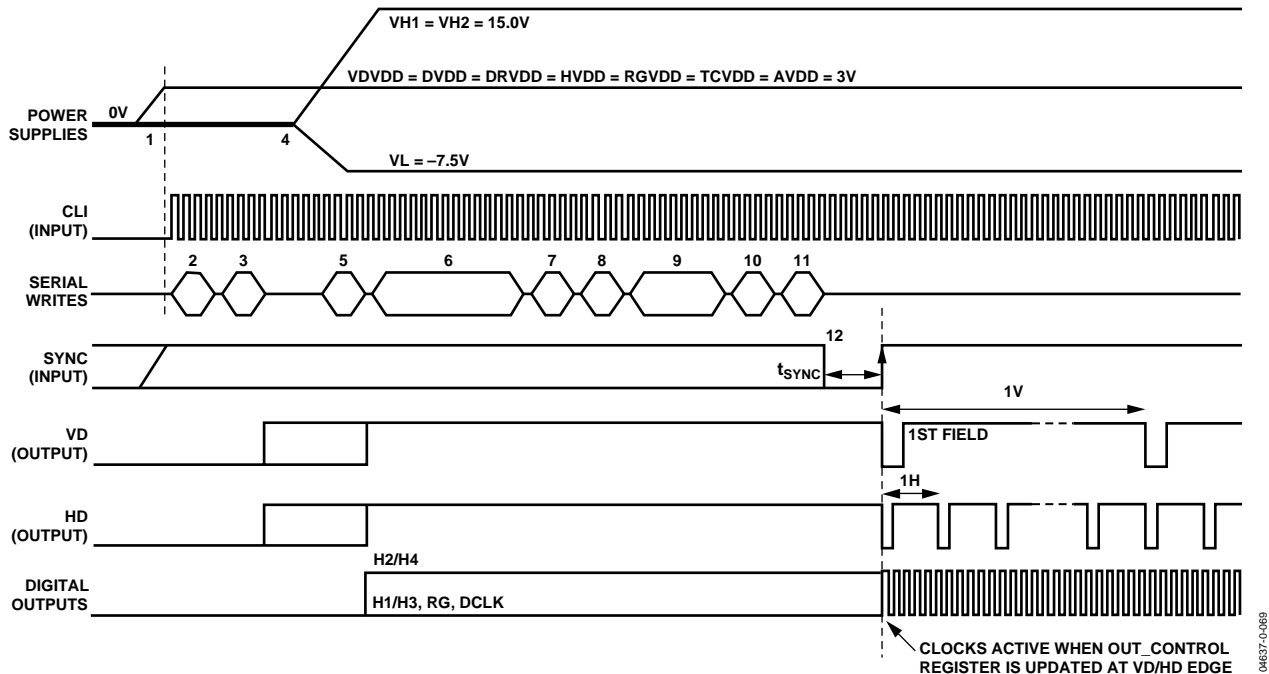 VH1 = VH2 = 15.0V
VDVDD = DVDD = DRVDD = HVDD = RGVDD = TCVDD = AVDD = 3V
0V
POWER
SUPPLIES
1
4
VL = –7.5V
CLI
(INPUT)
SERIAL
WRITES
2
3
5
6
7
8
9
10
11
SYNC
(INPUT)
12
tSYNC
1V
VD
(OUTPUT)
1ST FIELD
1H
HD
(OUTPUT)
H2/H4
DIGITAL
OUTPUTS
H1/H3, RG, DCLK
CLOCKS ACTIVE WHEN OUT_CONTROL
REGISTER IS UPDATED AT VD/HD EDGE
04637-0-069